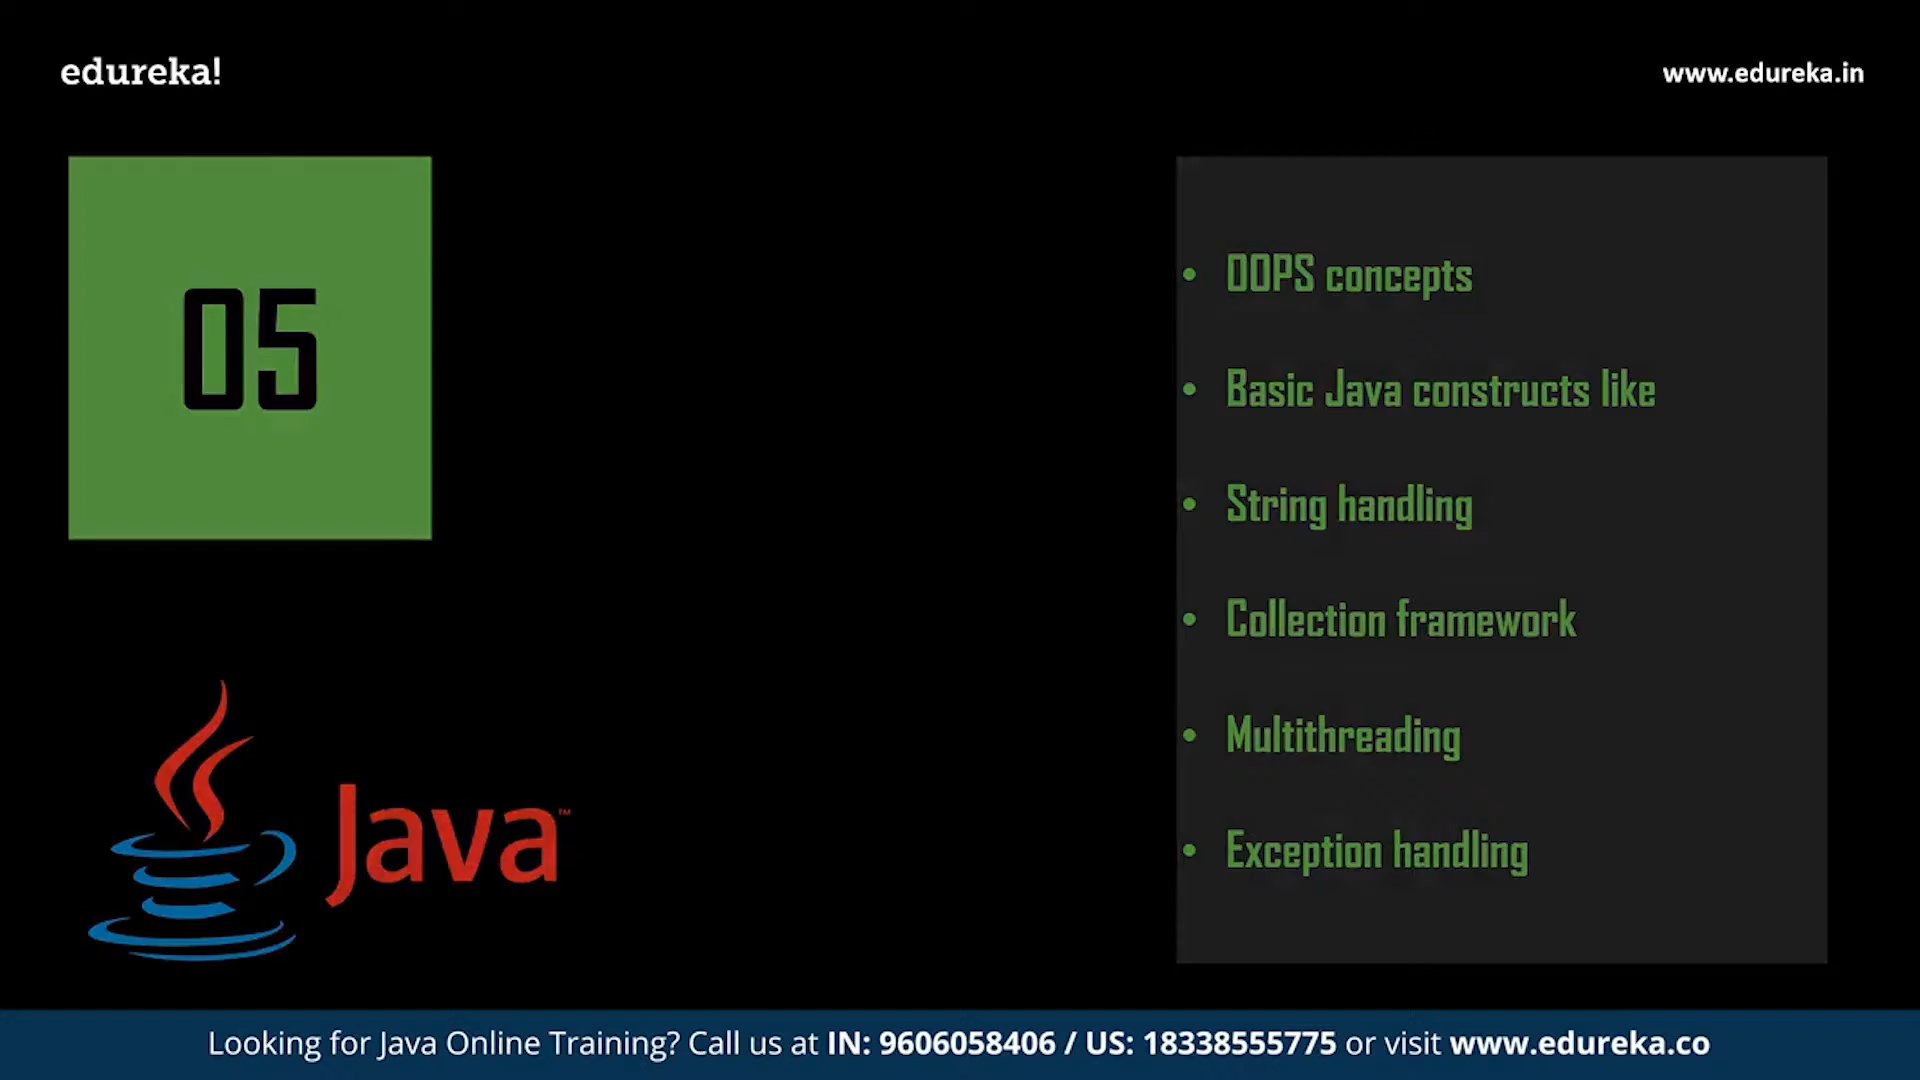 edureka!
www.edureka.in
05
• OOPS concepts
• Basic Java constructs like
• String handling
• Collection framework
• Multithreading
• Exception handling
Java™
Looking for Java Online Training? Call us at IN: 9606058406 / US: 18338555775 or visit www.edureka.co